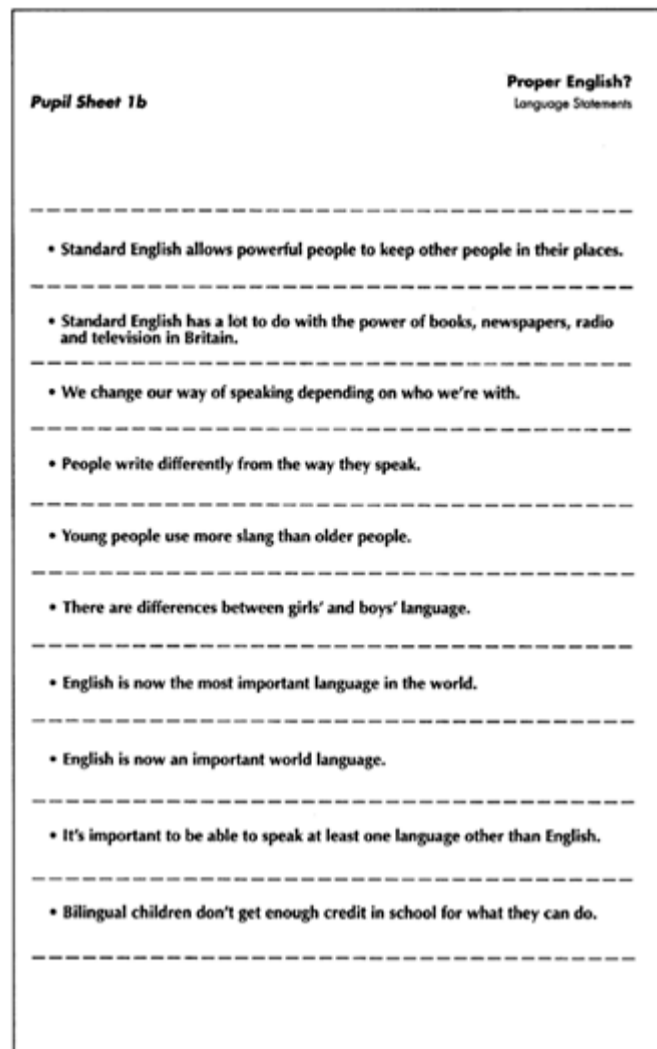 Proper English?
Pupil Sheet 1b
Language Statements
• Standard English allows powerful people to keep other people in their places.
• Standard English has a lot to do with the power of books, newspapers, radio
and television in Britain.
• We change our way of speaking depending on who we're with.
• People write differently from the way they speak.
• Young people use more slang than older people.
• There are differences between girls' and boys' language.
• English is now the most important language in the world.
• English is now an important world language.
• It's important to be able to speak at least one language other than English.
• Bilingual children don't get enough credit in school for what they can do.